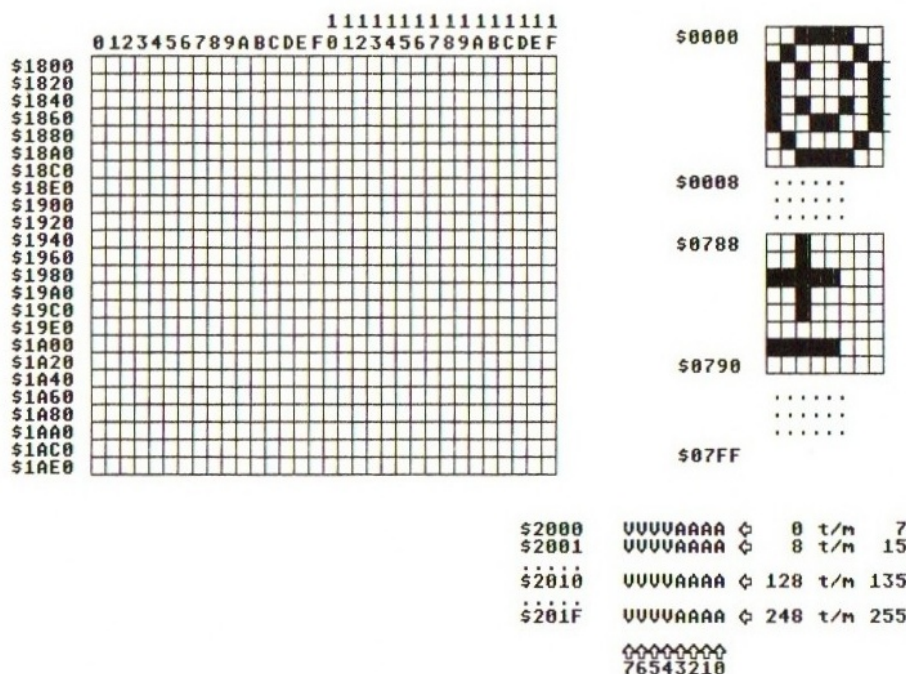 1111111111111111
0123456789ABCDEF0123456789ABCDEF
$1800
$1820
$1840
$1860
$1880
$18A0
$18C0
$18E0
$1900
$1920
$1940
$1960
$1980
$19A0
$19C0
$19E0
$1A00
$1A20
$1A40
$1A60
$1A80
$1AA0
$1AC0
$1AE0
$0000
$0008
......
......
......
$0788
$0790
......
......
......
$07FF
$2000 VVVVAAAA ⇦ 0 t/m 7
$2001 VVVVAAAA ⇦ 8 t/m 15
.....
$2010 VVVVAAAA ⇦ 128 t/m 135
.....
$201F VVVVAAAA ⇦ 248 t/m 255
⇧⇧⇧⇧⇧⇧⇧⇧
76543210